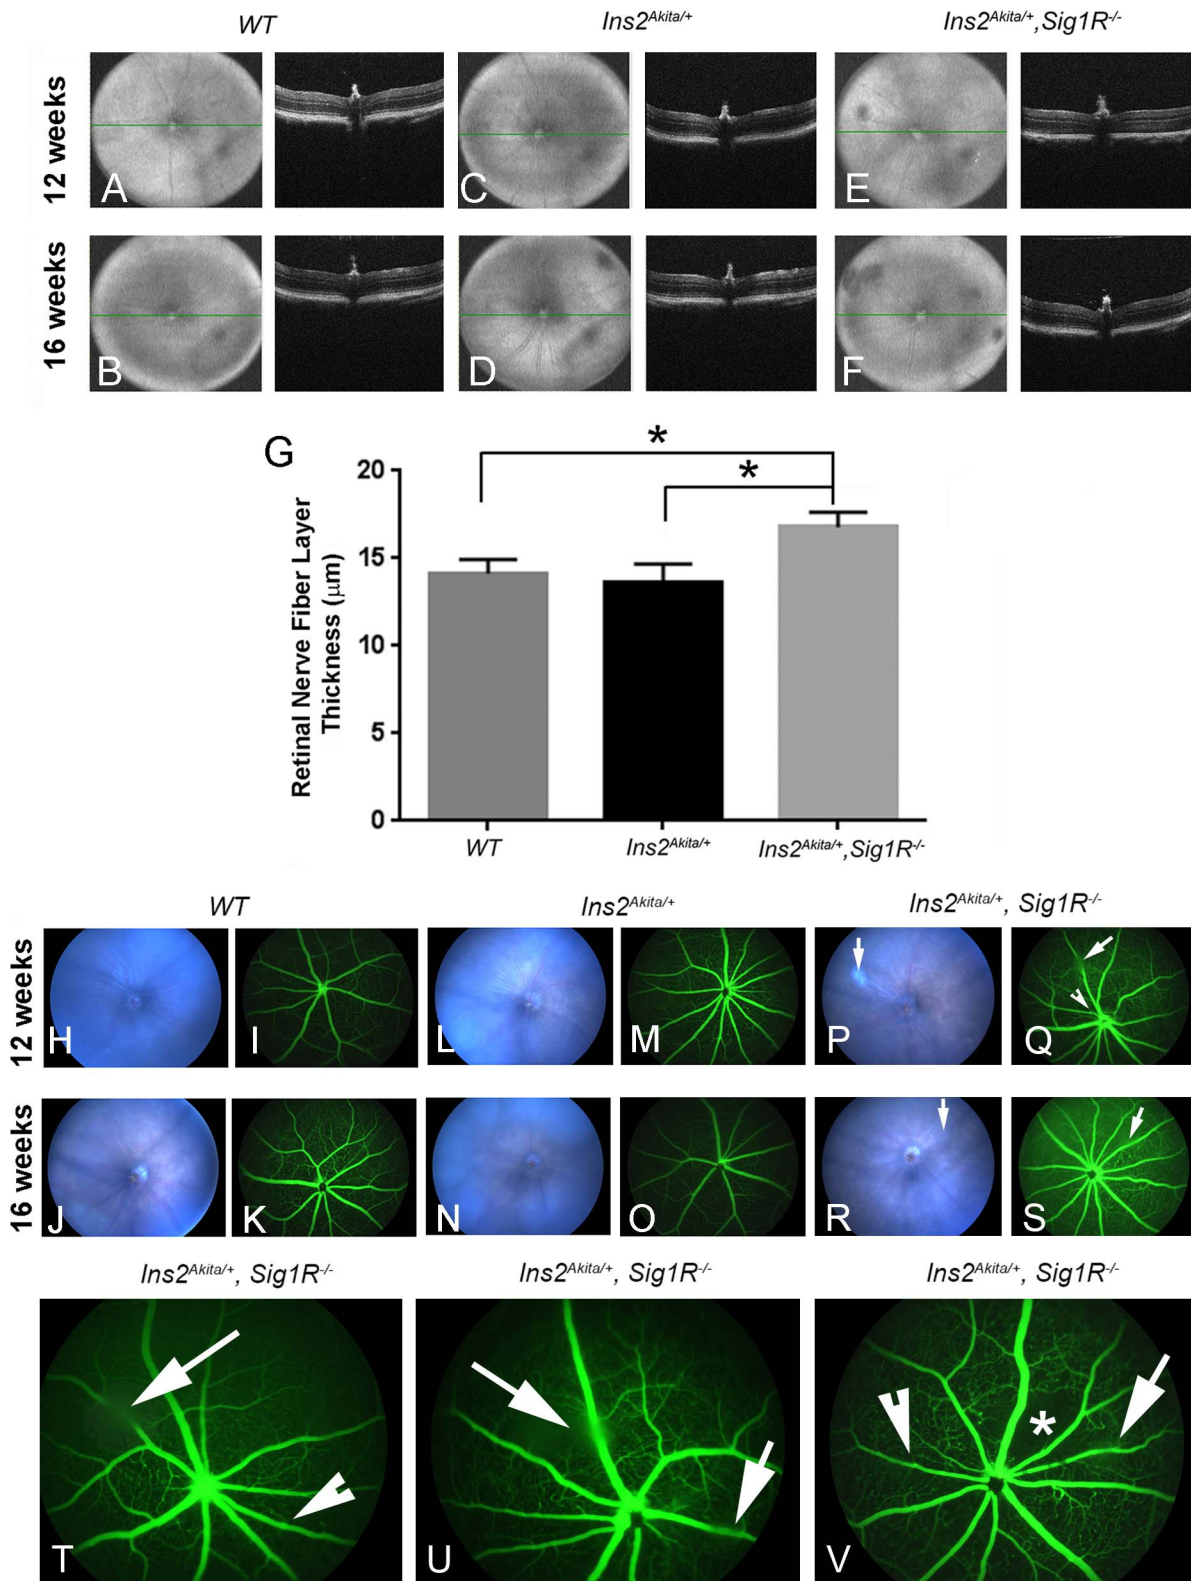 WT Ins2Akita/+ Ins2Akita/+,Sig1R-/-
12 weeks
A C E
16 weeks
B D F
G
* *
Retinal Nerve Fiber Layer
Thickness (μm)
20
15
10
5
0
WT Ins2Akita/+ Ins2Akita/+,Sig1R-/-
WT Ins2Akita/+ Ins2Akita/+, Sig1R-/-
12 weeks
H I L M P Q
16 weeks
J K N O R S
Ins2Akita/+, Sig1R-/- Ins2Akita/+, Sig1R-/- Ins2Akita/+, Sig1R-/-
*
T U V